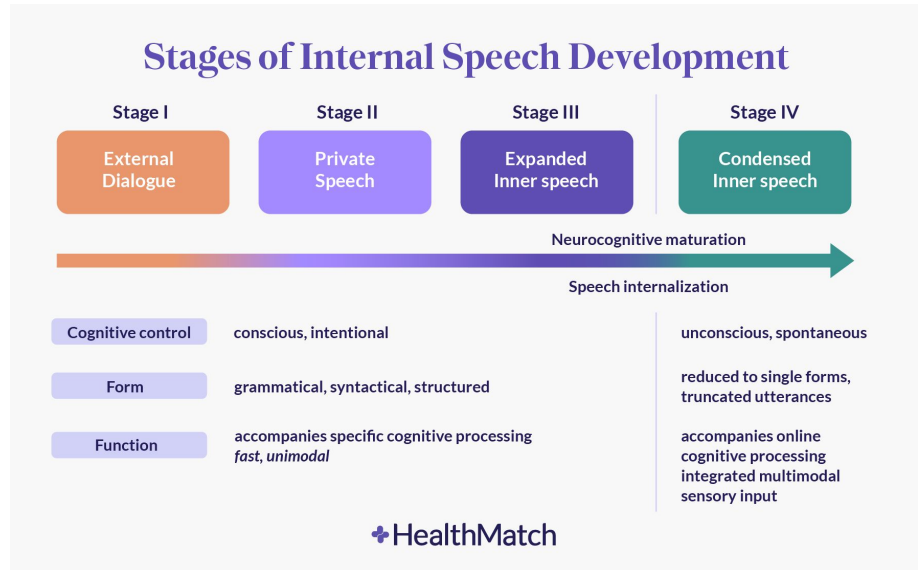 Stages of Internal Speech Development
Stage I
Stage II
Stage III
Stage IV
External
Dialogue
Private
Speech
Expanded
Inner speech
Condensed
Inner speech
Neurocognitive maturation
Speech internalization
Cognitive control
conscious, intentional
unconscious, spontaneous
Form
grammatical, syntactical, structured
reduced to single forms,
truncated utterances
Function
accompanies specific cognitive processing
fast, unimodal
accompanies online
cognitive processing
integrated multimodal
sensory input
HealthMatch